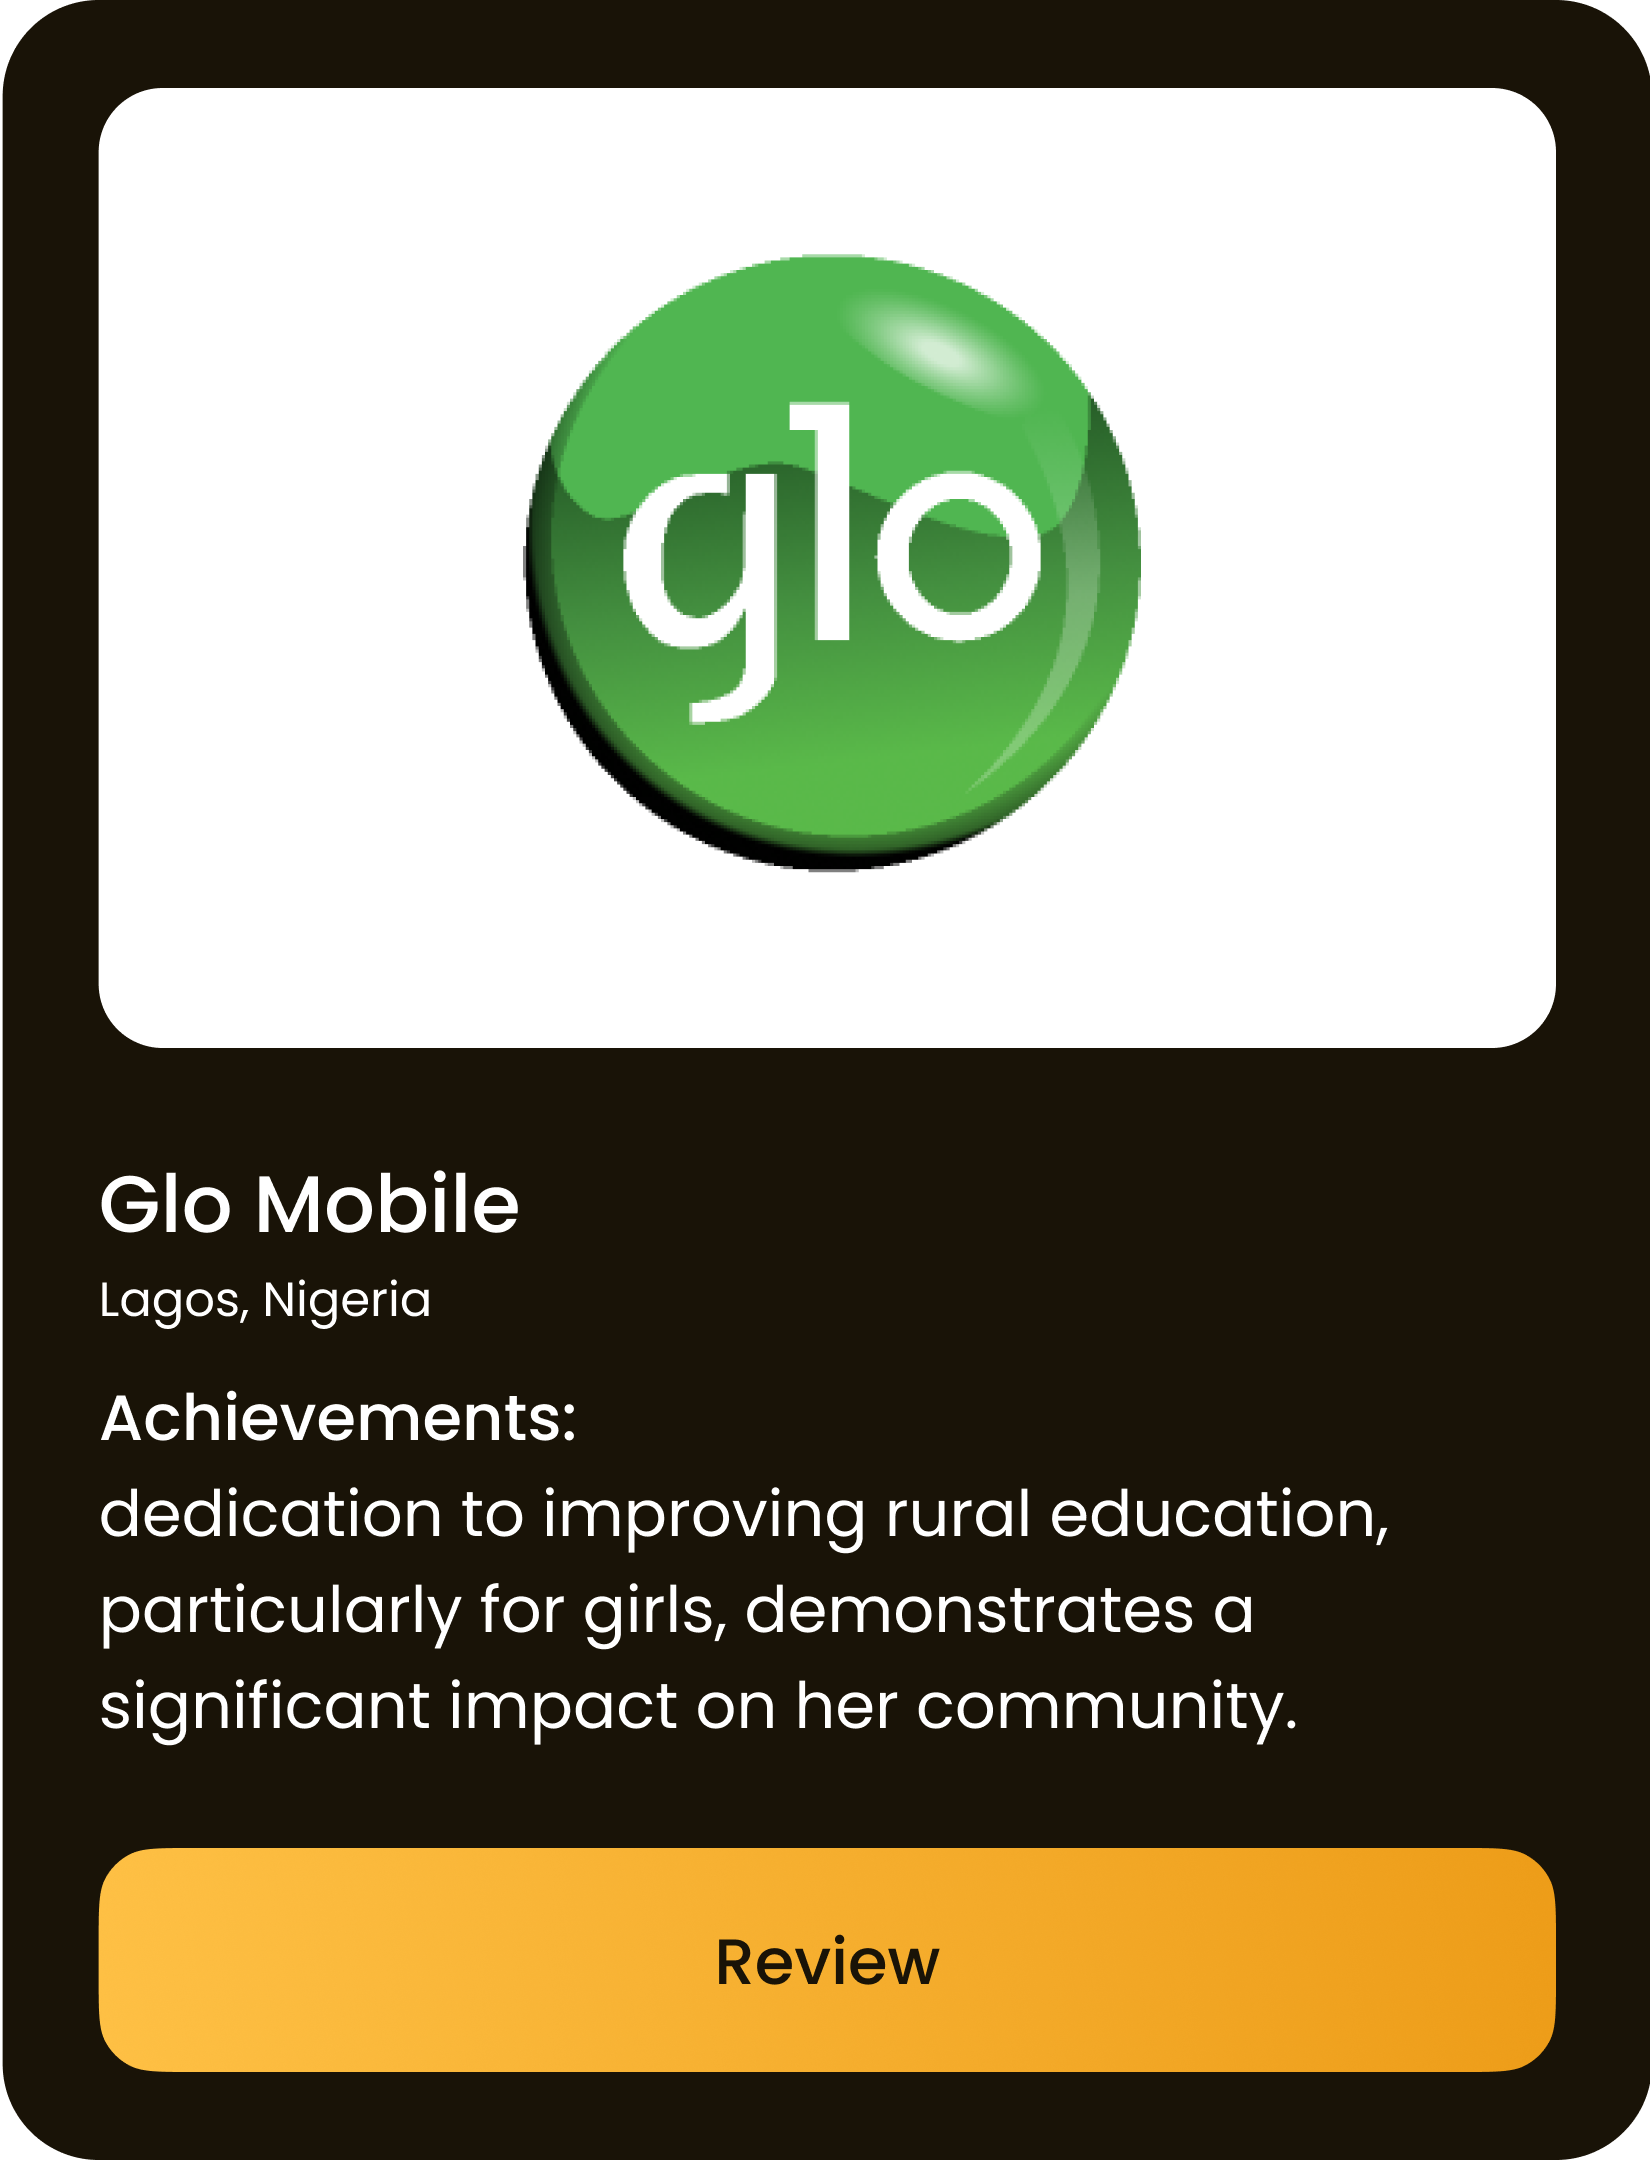 glo
Glo Mobile
Lagos, Nigeria
Achievements:
dedication to improving rural education,
particularly for girls, demonstrates a
significant impact on her community.
Review